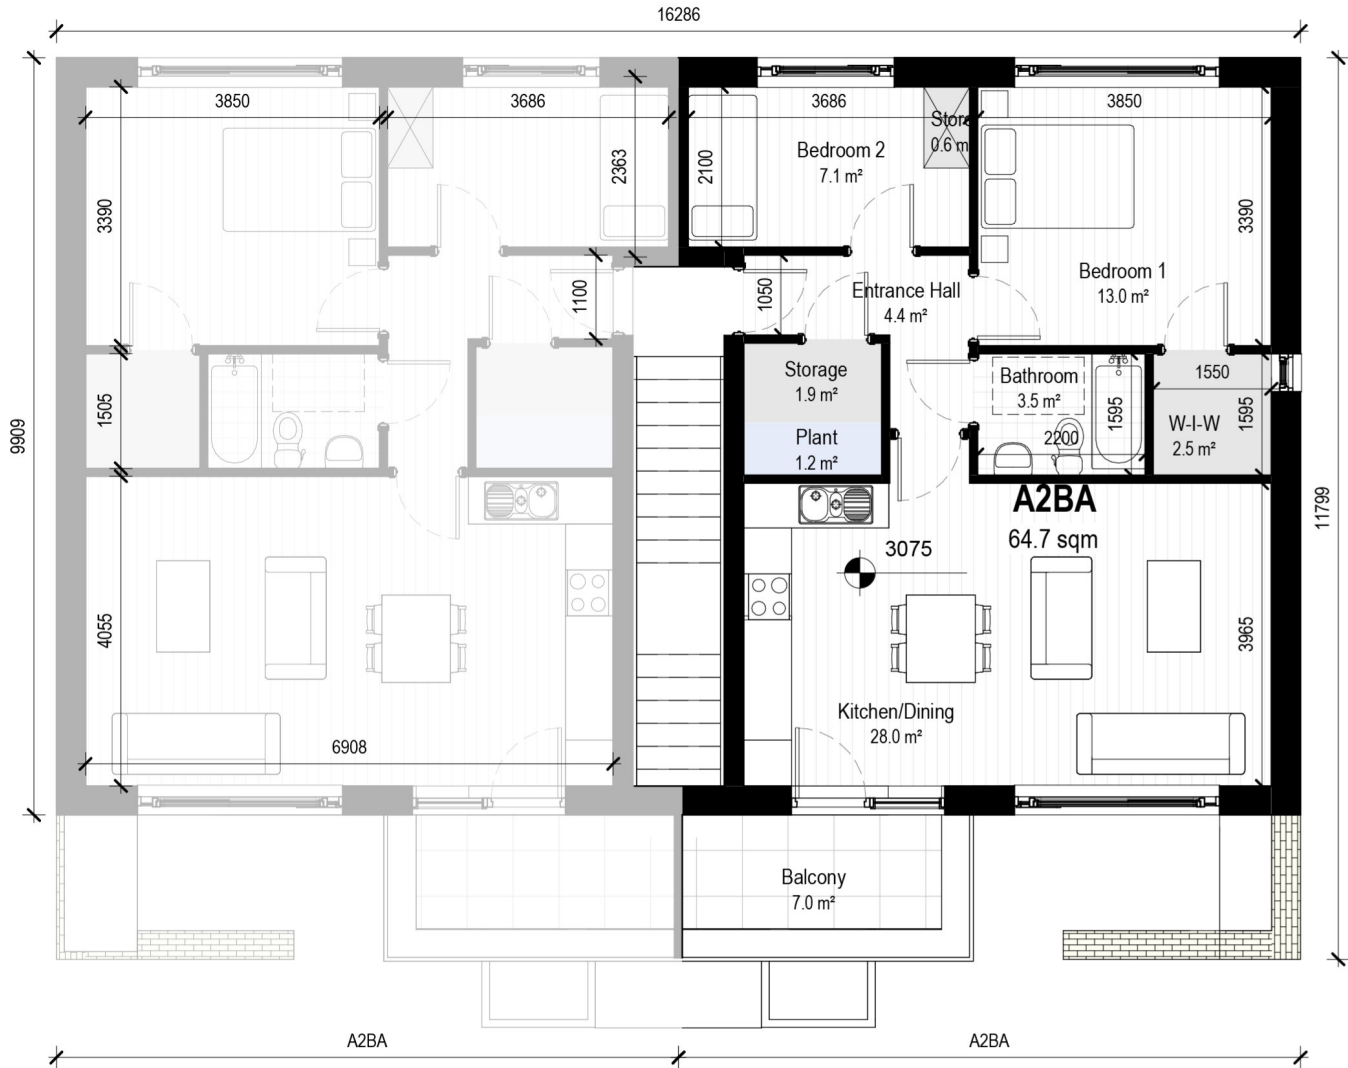 16286
3850
3686
3686
3850
Stor
0.6 m
Bedroom 2
7.1 m²
2363
2100
3390
3390
Bedroom 1
13.0 m²
1100
1050
Entrance Hall
4.4 m²
Storage
1.9 m²
Bathroom
3.5 m²
1550
1505
1595
1595
W-I-W
2.5 m²
Plant
1.2 m²
2200
9909
11799
A2BA
64.7 sqm
3075
4055
3965
Kitchen/Dining
28.0 m²
6908
Balcony
7.0 m²
A2BA
A2BA